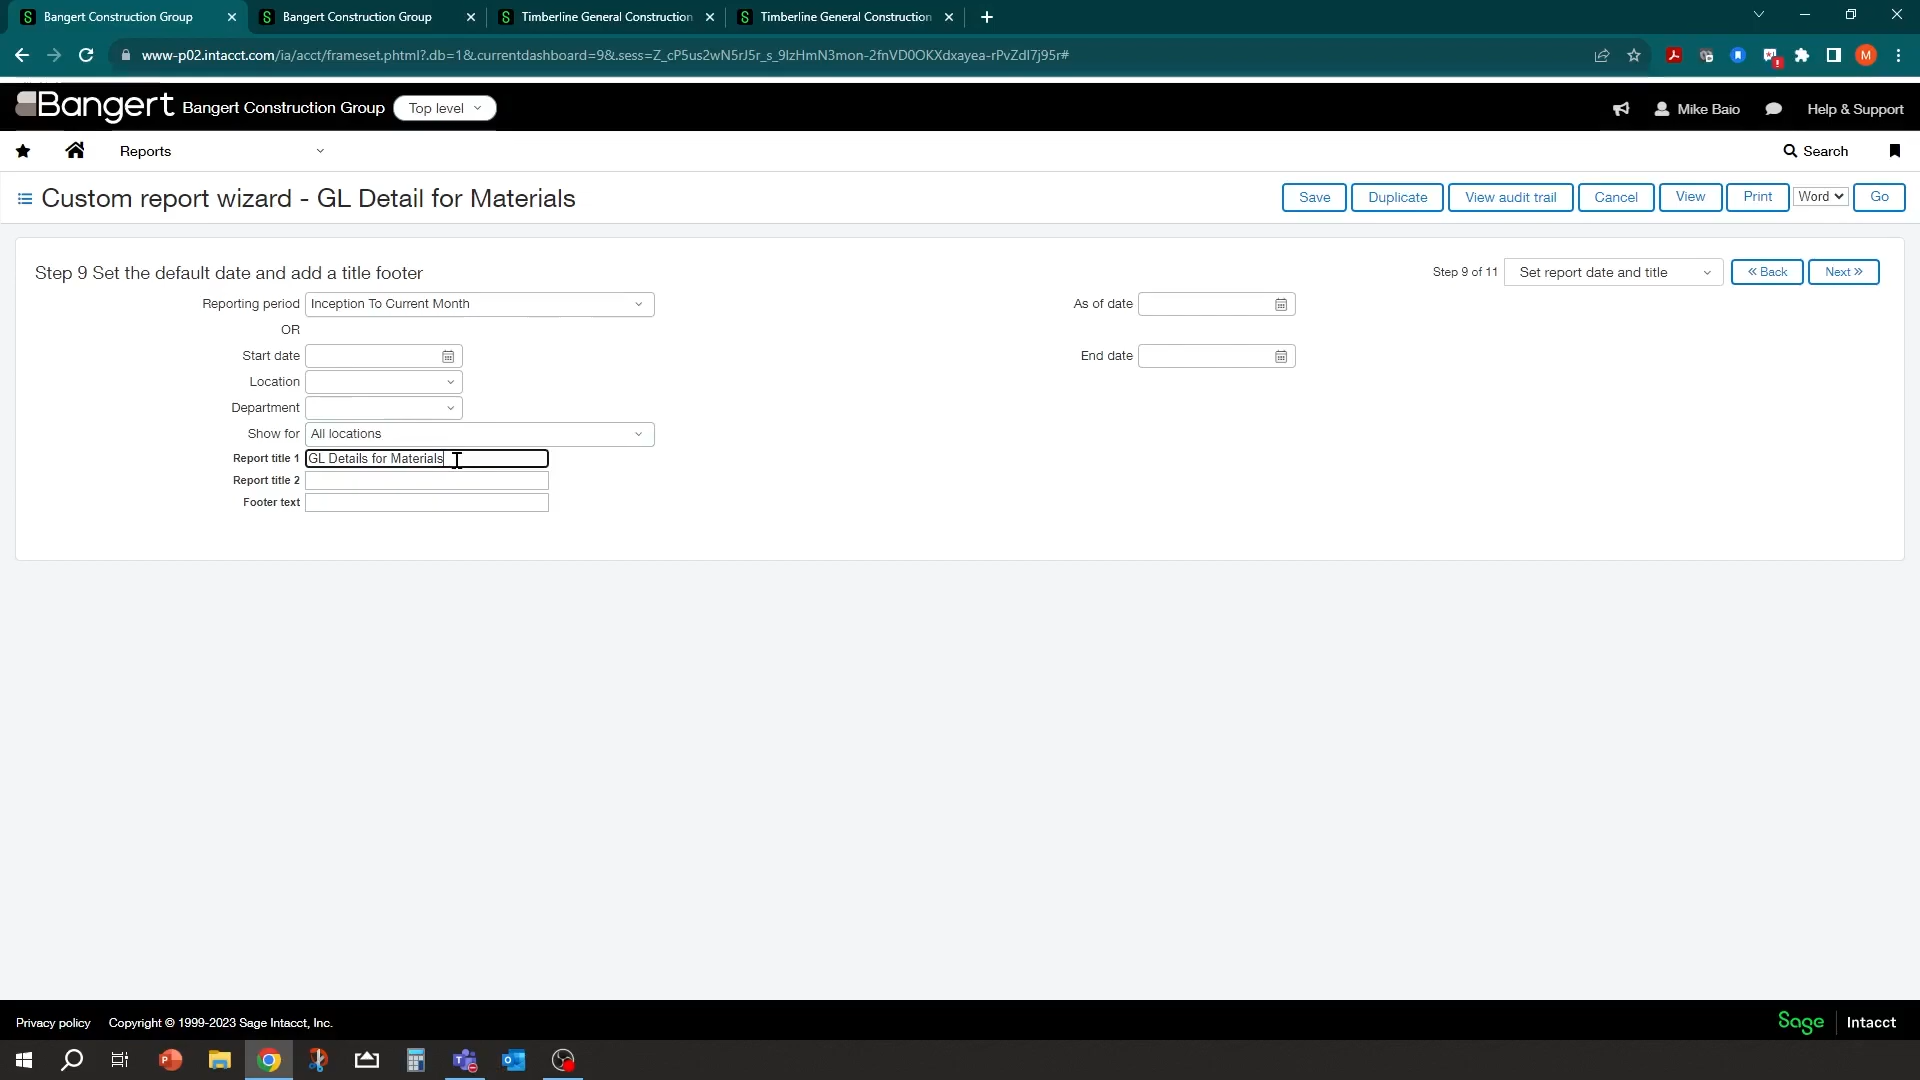 Bangert Construction Group
Bangert Construction Group
Timberline General Construction
Timberline General Construction
www-p02.intacct.com/ia/acct/frameset.phtml?.db=1&.currentdashboard=9&.sess=Z_cP5us2wN5rJ5r_s_9lzHmN3mon-2fnVD0OKXdxayea-rPvZdI7j95r#
M
Bangert Bangert Construction Group Top level
Mike Baio
Help & Support
Reports
Search
Custom report wizard - GL Detail for Materials
Save
Duplicate
View audit trail
Cancel
View
Print
Word
Go
Step 9 Set the default date and add a title footer
Step 9 of 11
Set report date and title
« Back
Next »
Reporting period Inception To Current Month
As of date
OR
Start date
End date
Location
Department
Show for All locations
Report title 1 GL Details for Materials
Report title 2
Footer text
Privacy policy Copyright © 1999-2023 Sage Intacct, Inc.
Sage Intacct